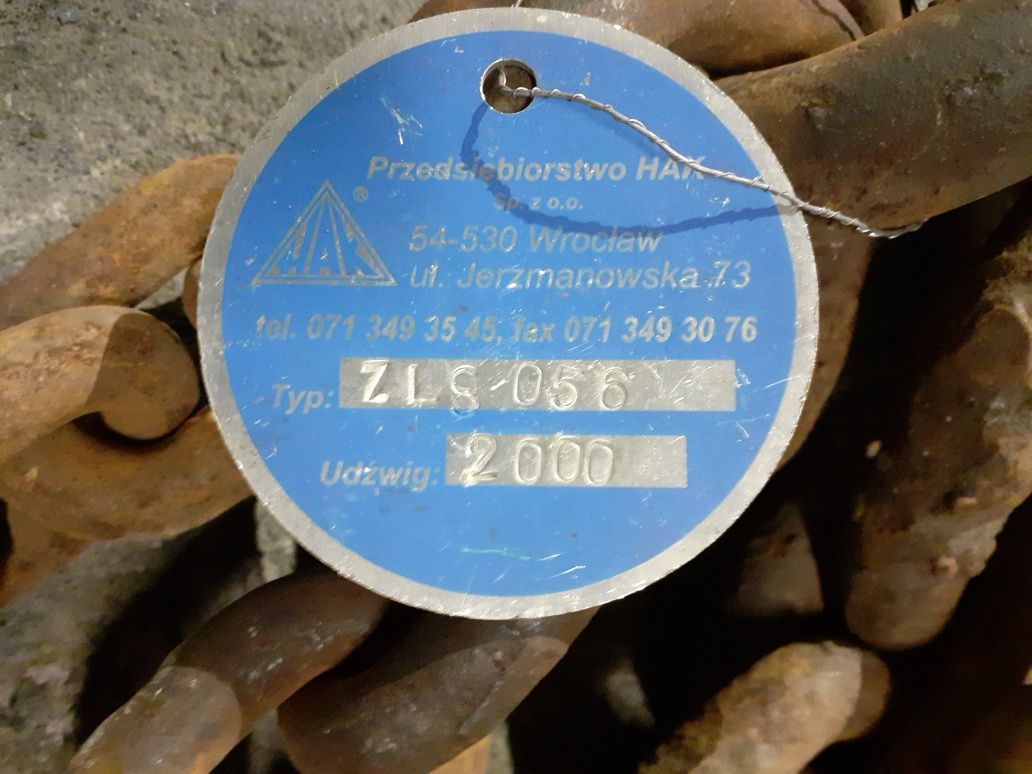 Przedsiębiorstwo HAK
Sp. z o.o.
®
54-530 Wrocław
ul. Jerzmanowska 73
tel. 071 349 35 45, fax 071 349 30 76
Typ: ZLS 056
Udźwig: 2000